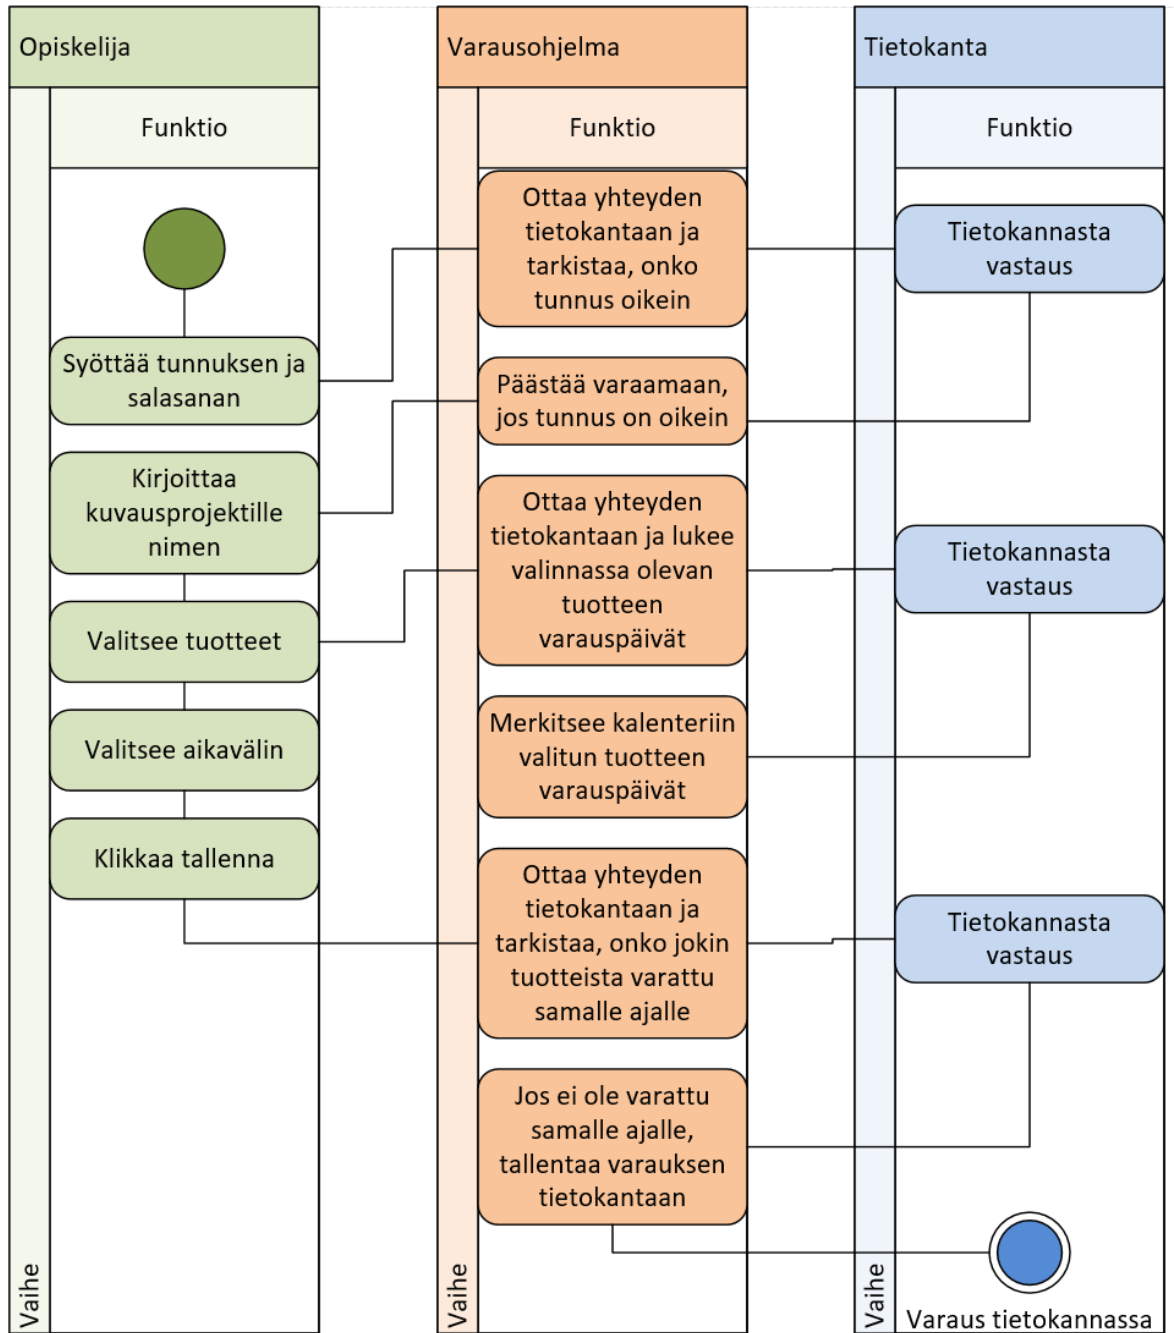 Opiskelija
Funktio
Syöttää tunnuksen ja
salasanan
Kirjoittaa
kuvausprojektille
nimen
Valitsee tuotteet
Valitsee aikavälin
Klikkaa tallenna
Vaihe
Varausohjelma
Funktio
Ottaa yhteyden
tietokantaan ja
tarkistaa, onko
tunnus oikein
Päästää varaamaan,
jos tunnus on oikein
Ottaa yhteyden
tietokantaan ja lukee
valinnassa olevan
tuotteen
varauspäivät
Merkitsee kalenteriin
valitun tuotteen
varauspäivät
Ottaa yhteyden
tietokantaan ja
tarkistaa, onko jokin
tuotteista varattu
samalle ajalle
Jos ei ole varattu
samalle ajalle,
tallentaa varauksen
tietokantaan
Vaihe
Tietokanta
Funktio
Tietokannasta
vastaus
Tietokannasta
vastaus
Tietokannasta
vastaus
Vaihe
Varaus tietokannassa